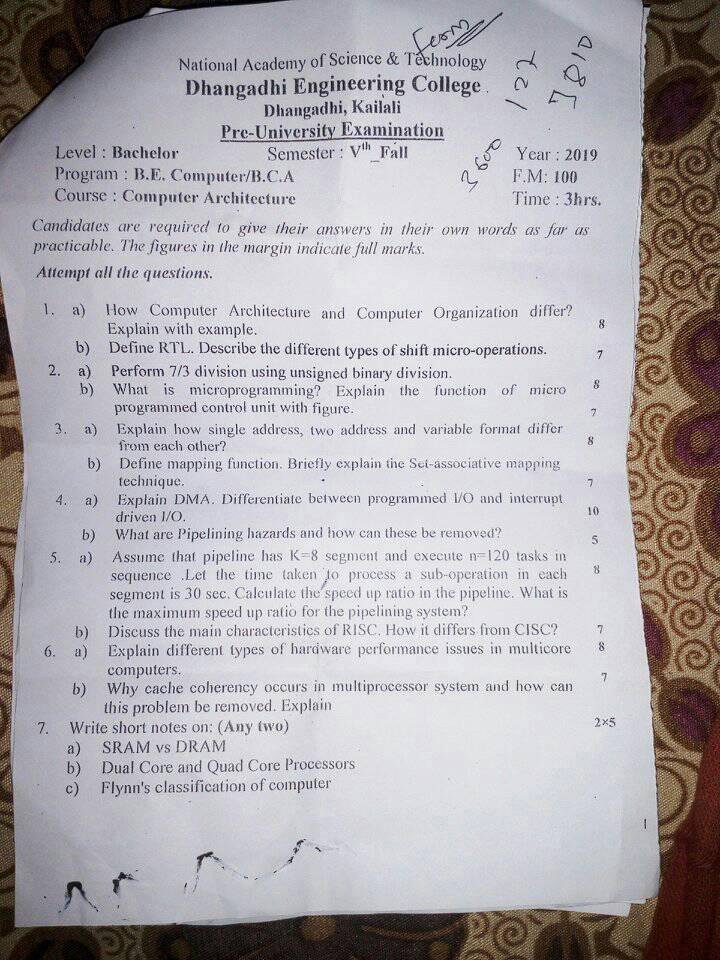 Form
National Academy of Science & Technology
Dhangadhi Engineering College
Dhangadhi, Kailali
Pre-University Examination
122
7810
3600
Level : Bachelor Semester : Vth_Fall Year : 2019
Program : B.E. Computer/B.C.A F.M: 100
Course : Computer Architecture Time : 3hrs.
Candidates are required to give their answers in their own words as far as
practicable. The figures in the margin indicate full marks.
Attempt all the questions.
1. a) How Computer Architecture and Computer Organization differ?
Explain with example. 8
b) Define RTL. Describe the different types of shift micro-operations. 7
2. a) Perform 7/3 division using unsigned binary division.
b) What is microprogramming? Explain the function of micro 8
programmed control unit with figure. 7
3. a) Explain how single address, two address and variable format differ
from each other? 8
b) Define mapping function. Briefly explain the Set-associative mapping
technique. 7
4. a) Explain DMA. Differentiate between programmed I/O and interrupt
driven I/O. 10
b) What are Pipelining hazards and how can these be removed? 5
5. a) Assume that pipeline has K=8 segment and execute n=120 tasks in
sequence .Let the time taken to process a sub-operation in each 8
segment is 30 sec. Calculate the speed up ratio in the pipeline. What is
the maximum speed up ratio for the pipelining system?
b) Discuss the main characteristics of RISC. How it differs from CISC? 7
6. a) Explain different types of hardware performance issues in multicore 8
computers.
b) Why cache coherency occurs in multiprocessor system and how can 7
this problem be removed. Explain
7. Write short notes on: (Any two) 2×5
a) SRAM vs DRAM
b) Dual Core and Quad Core Processors
c) Flynn's classification of computer
1